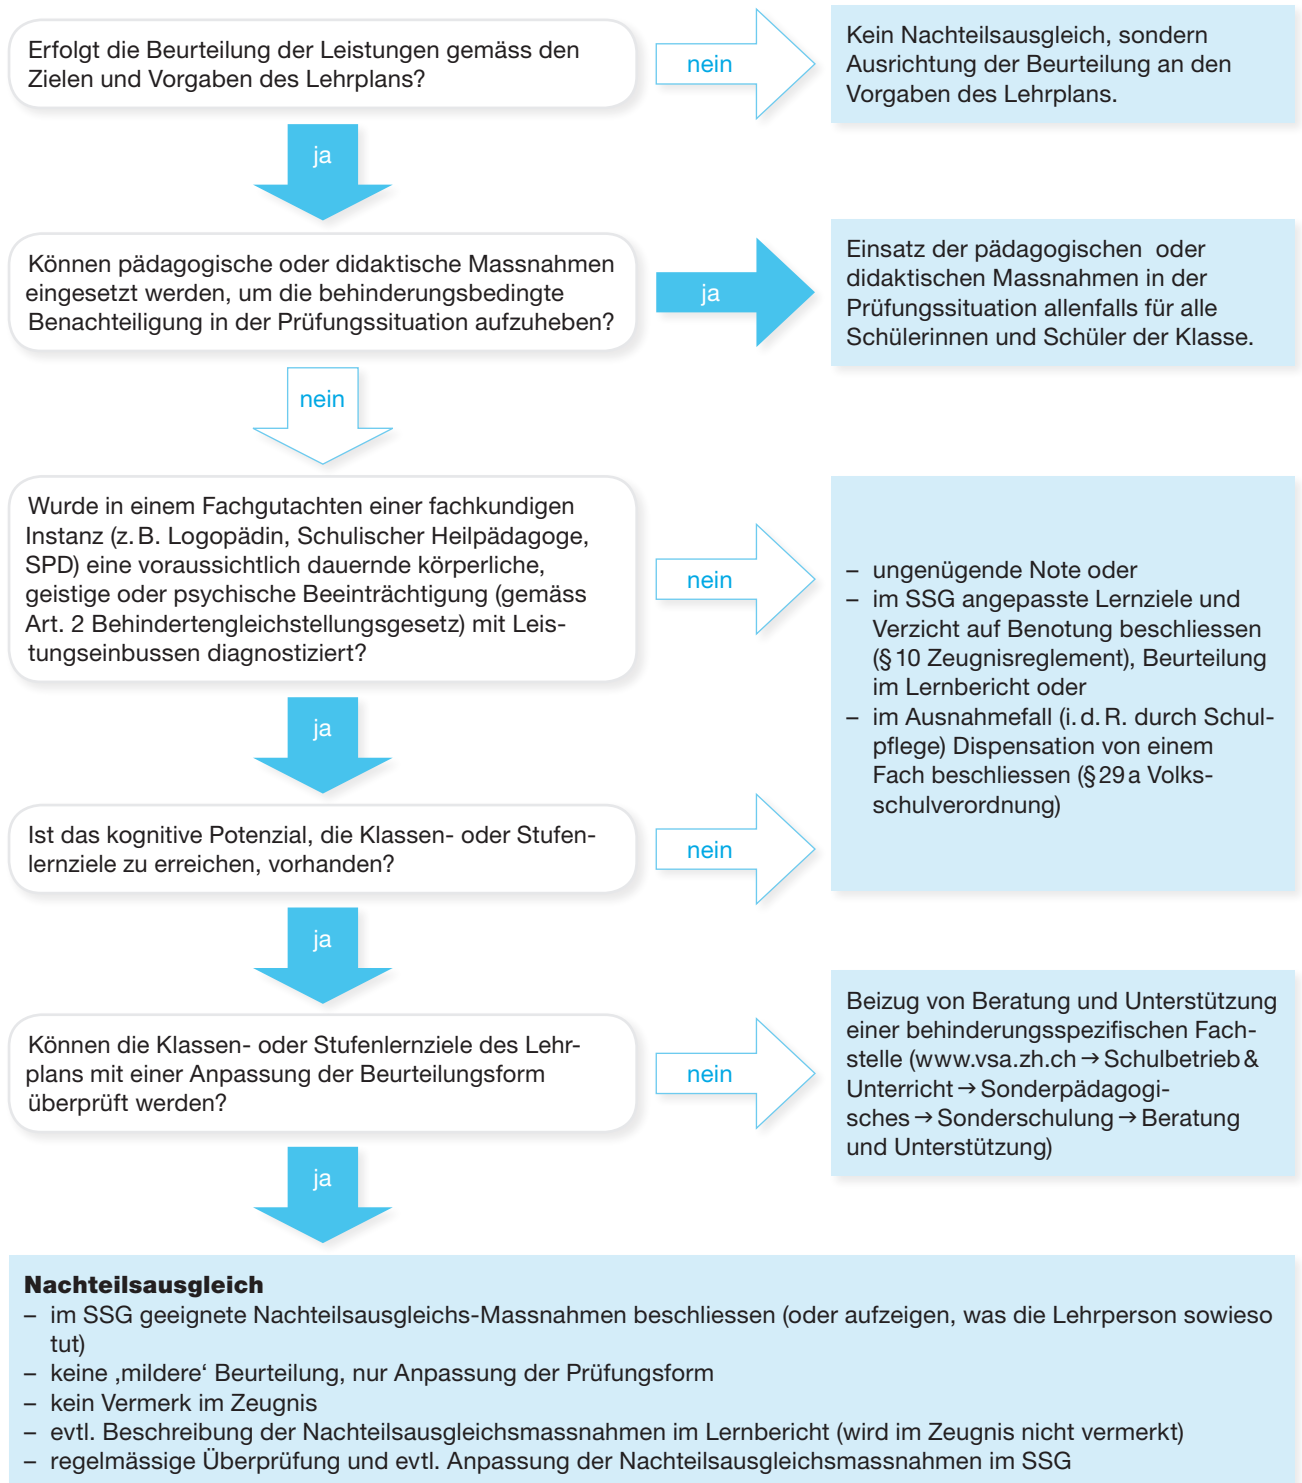 Erfolgt die Beurteilung der Leistungen gemäss den
Zielen und Vorgaben des Lehrplans?
nein
Kein Nachteilsausgleich, sondern
Ausrichtung der Beurteilung an den
Vorgaben des Lehrplans.
ja
Können pädagogische oder didaktische Massnahmen
eingesetzt werden, um die behinderungsbedingte
Benachteiligung in der Prüfungssituation aufzuheben?
ja
Einsatz der pädagogischen oder
didaktischen Massnahmen in der
Prüfungssituation allenfalls für alle
Schülerinnen und Schüler der Klasse.
nein
Wurde in einem Fachgutachten einer fachkundigen
Instanz (z. B. Logopädin, Schulischer Heilpädagoge,
SPD) eine voraussichtlich dauernde körperliche,
geistige oder psychische Beeinträchtigung (gemäss
Art. 2 Behindertengleichstellungsgesetz) mit Leis-
tungseinbussen diagnostiziert?
nein
– ungenügende Note oder
– im SSG angepasste Lernziele und
Verzicht auf Benotung beschliessen
(§ 10 Zeugnisreglement), Beurteilung
im Lernbericht oder
– im Ausnahmefall (i. d. R. durch Schul-
pflege) Dispensation von einem
Fach beschliessen (§ 29 a Volks-
schulverordnung)
ja
Ist das kognitive Potenzial, die Klassen- oder Stufen-
lernziele zu erreichen, vorhanden?
nein
ja
Können die Klassen- oder Stufenlernziele des Lehr-
plans mit einer Anpassung der Beurteilungsform
überprüft werden?
nein
Beizug von Beratung und Unterstützung
einer behinderungsspezifischen Fach-
stelle (www.vsa.zh.ch → Schulbetrieb &
Unterricht → Sonderpädagogi-
sches → Sonderschulung → Beratung
und Unterstützung)
ja
Nachteilsausgleich
– im SSG geeignete Nachteilsausgleichs-Massnahmen beschliessen (oder aufzeigen, was die Lehrperson sowieso
tut)
– keine ‚mildere‘ Beurteilung, nur Anpassung der Prüfungsform
– kein Vermerk im Zeugnis
– evtl. Beschreibung der Nachteilsausgleichsmassnahmen im Lernbericht (wird im Zeugnis nicht vermerkt)
– regelmässige Überprüfung und evtl. Anpassung der Nachteilsausgleichsmassnahmen im SSG